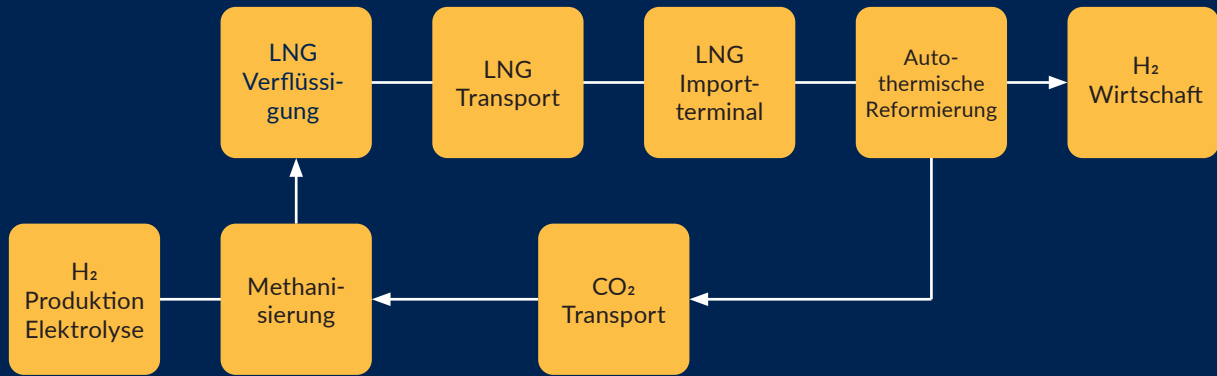 LNG
Verflüssi-
gung
LNG
Transport
LNG
Import-
terminal
Auto-
thermische
Reformierung
H₂
Wirtschaft
H₂
Produktion
Elektrolyse
Methani-
sierung
CO₂
Transport